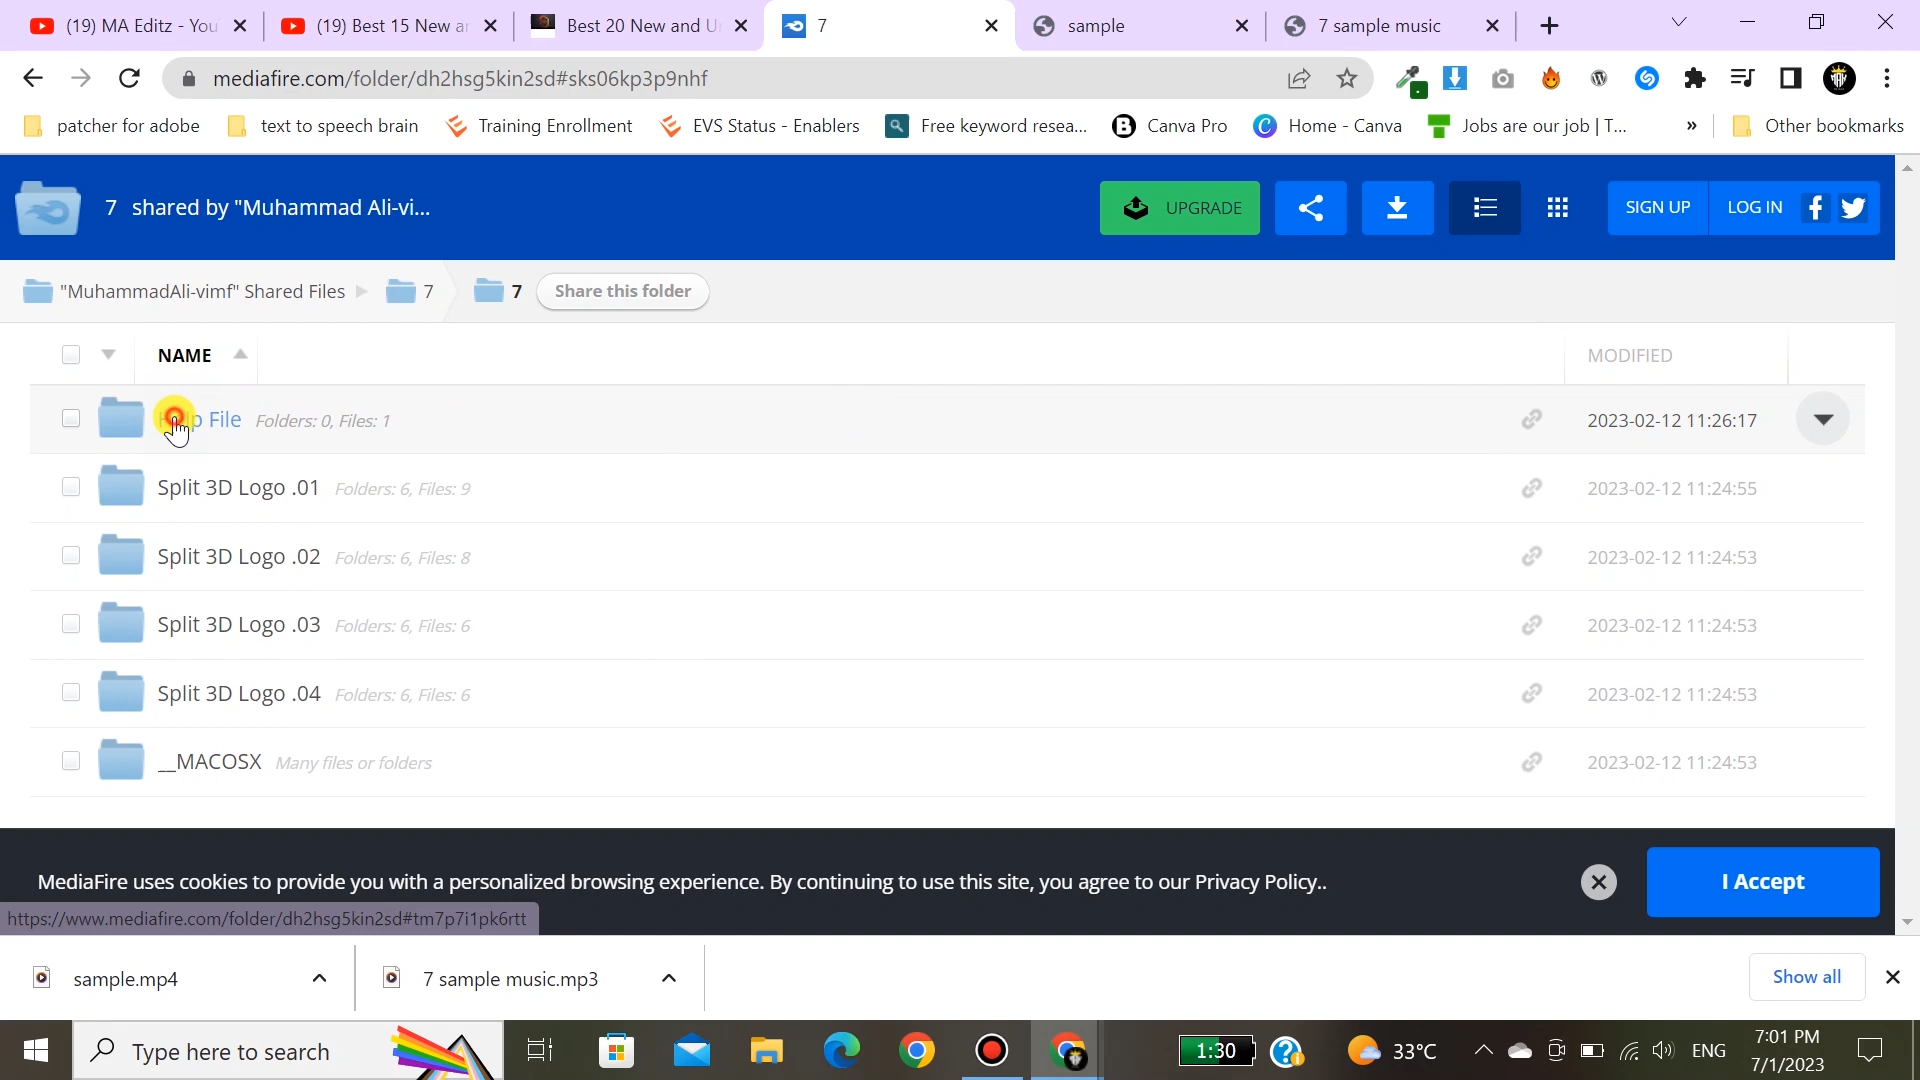 (19) MA Editz - You
(19) Best 15 New an
Best 20 New and U
7
sample
7 sample music
mediafire.com/folder/dh2hsg5kin2sd#sks06kp3p9nhf
patcher for adobe
text to speech brain
Training Enrollment
EVS Status - Enablers
Free keyword resea...
Canva Pro
Home - Canva
Jobs are our job | T...
»
Other bookmarks
7 shared by "Muhammad Ali-vi...
UPGRADE
SIGN UP
LOG IN
"MuhammadAli-vimf" Shared Files
7
7
Share this folder
NAME
MODIFIED
File Folders: 0, Files: 1
2023-02-12 11:26:17
Split 3D Logo .01 Folders: 6, Files: 9
2023-02-12 11:24:55
Split 3D Logo .02 Folders: 6, Files: 8
2023-02-12 11:24:53
Split 3D Logo .03 Folders: 6, Files: 6
2023-02-12 11:24:53
Split 3D Logo .04 Folders: 6, Files: 6
2023-02-12 11:24:53
__MACOSX Many files or folders
2023-02-12 11:24:53
MediaFire uses cookies to provide you with a personalized browsing experience. By continuing to use this site, you agree to our Privacy Policy..
I Accept
https://www.mediafire.com/folder/dh2hsg5kin2sd#tm7p7i1pk6rtt
sample.mp4
7 sample music.mp3
Show all
Type here to search
1:30
33°C
ENG
7:01 PM
7/1/2023